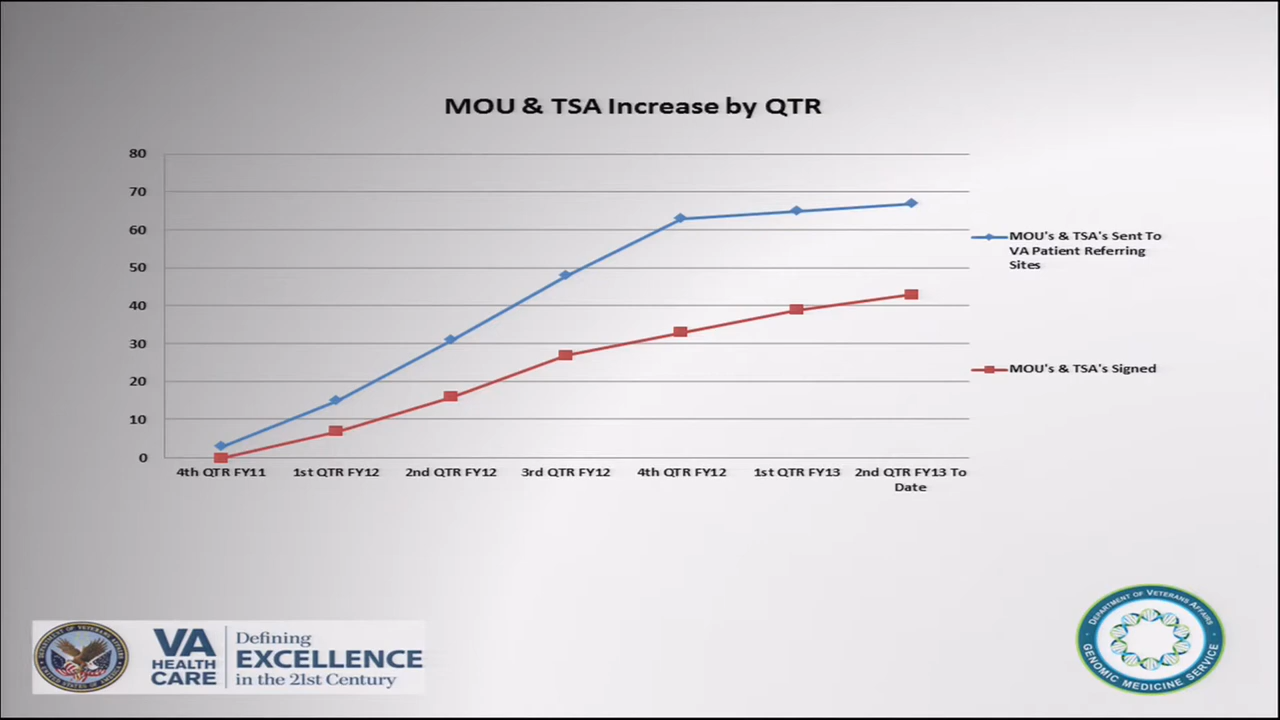 MOU & TSA Increase by QTR
80
70
60
50
40
30
20
10
0
4th QTR FY11
1st QTR FY12
2nd QTR FY12
3rd QTR FY12
4th QTR FY12
1st QTR FY13
2nd QTR FY13 To
Date
MOU's & TSA's Sent To
VA Patient Referring
Sites
MOU's & TSA's Signed
VA
HEALTH
CARE
Defining
EXCELLENCE
in the 21st Century
DEPARTMENT OF VETERANS AFFAIRS
GENOMIC MEDICINE SERVICE